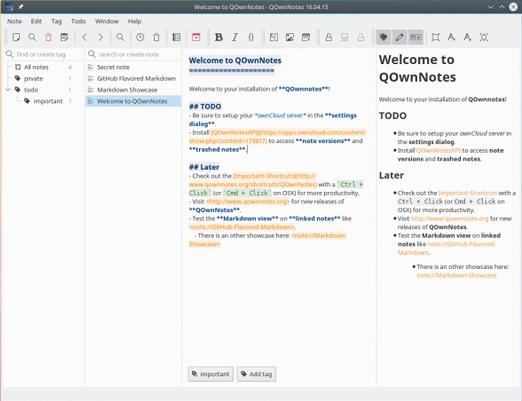 Welcome to QOwnNotes - QOwnNotes 16.04.15
Note Edit Tag Todo Window Help
find or create tag
All notes 4
private 1
todo 2
important 1
search or create note
Secret note
GitHub Flavored Markdown
Markdown Showcase
Welcome to QOwnNotes
Welcome to QOwnNotes
====================
Welcome to your installation of **QOwnnotes**!
## TODO
- Be sure to setup your *ownCloud server* in the **settings
dialog**.
- Install [QOwnNotesAPI](https://apps.owncloud.com/content/
show.php?content=173817) to access **note versions** and
**trashed notes**.
## Later
- Check out the [Important-Shortcuts](http://
www.qownnotes.org/shortcuts/QOwnNotes) with a `Ctrl +
Click` (or `Cmd + Click` on OSX) for more productivity.
- Visit <http://www.qownnotes.org> for new releases of
**QOwnNotes**.
- Test the **Markdown view** on **linked notes** like
<note://GitHub-Flavored-Markdown>.
- There is another showcase here: <note://Markdown-
Showcase>
important
Add tag
Welcome to
QOwnNotes
Welcome to your installation of QOwnnotes!
TODO
Be sure to setup your ownCloud server in
the settings dialog.
Install QOwnNotesAPI to access note
versions and trashed notes.
Later
Check out the Important-Shortcuts with a
Ctrl + Click (or Cmd + Click on
OSX) for more productivity.
Visit http://www.qownnotes.org for new
releases of QOwnNotes.
Test the Markdown view on linked
notes like note://GitHub-Flavored-
Markdown.
There is another showcase here:
note://Markdown-Showcase